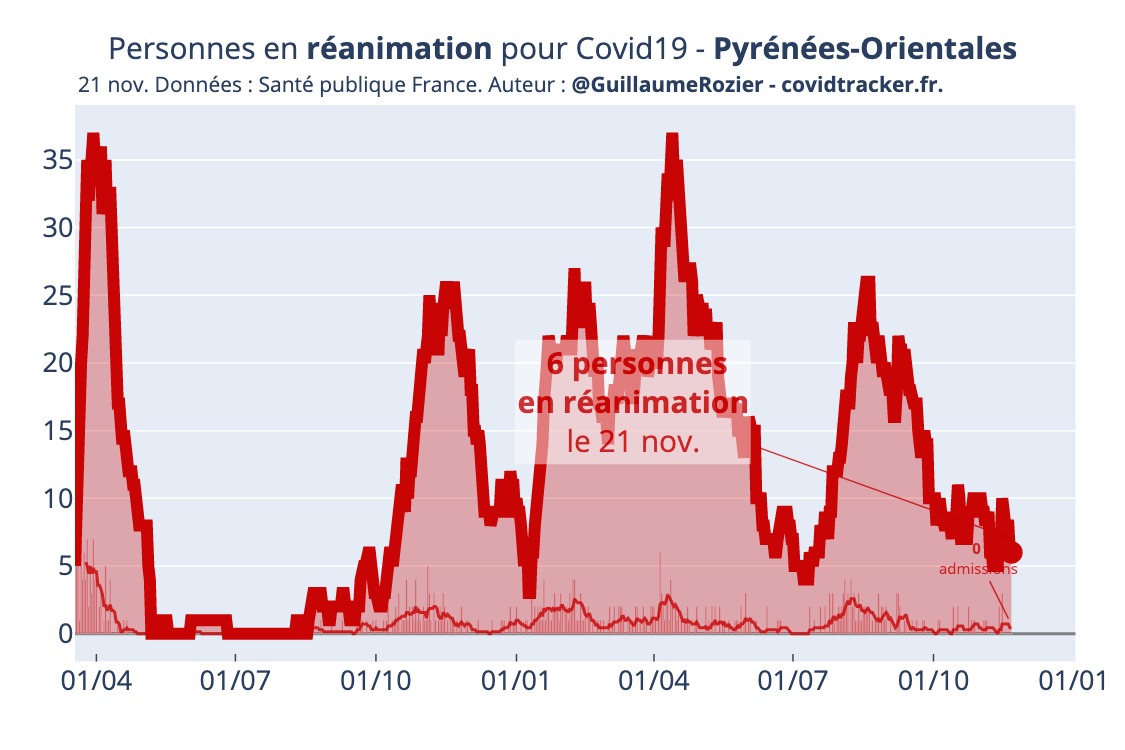 Personnes en réanimation pour Covid19 - Pyrénées-Orientales
21 nov. Données : Santé publique France. Auteur : @GuillaumeRozier - covidtracker.fr.
35
30
25
20
15
10
5
0
6 personnes
en réanimation
le 21 nov.
0
admissions
01/04
01/07
01/10
01/01
01/04
01/07
01/10
01/01